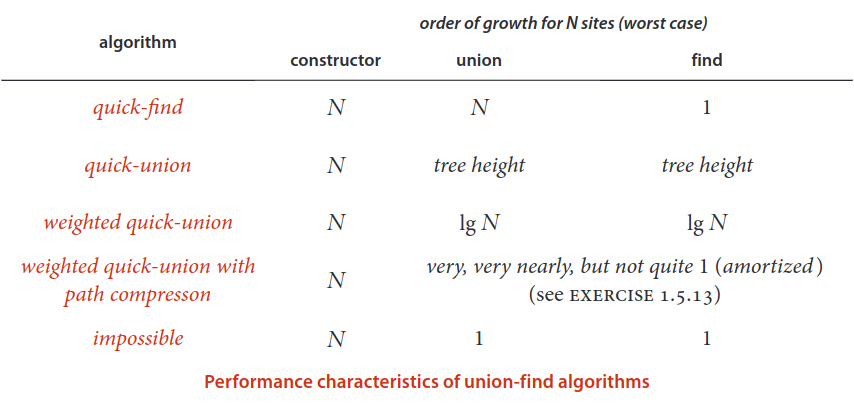 order of growth for N sites (worst case)
algorithm
constructor union find
quick-find N N 1
quick-union N tree height tree height
weighted quick-union N lg N lg N
weighted quick-union with
path compresson N very, very nearly, but not quite 1 (amortized)
(see EXERCISE 1.5.13)
impossible N 1 1
Performance characteristics of union-find algorithms